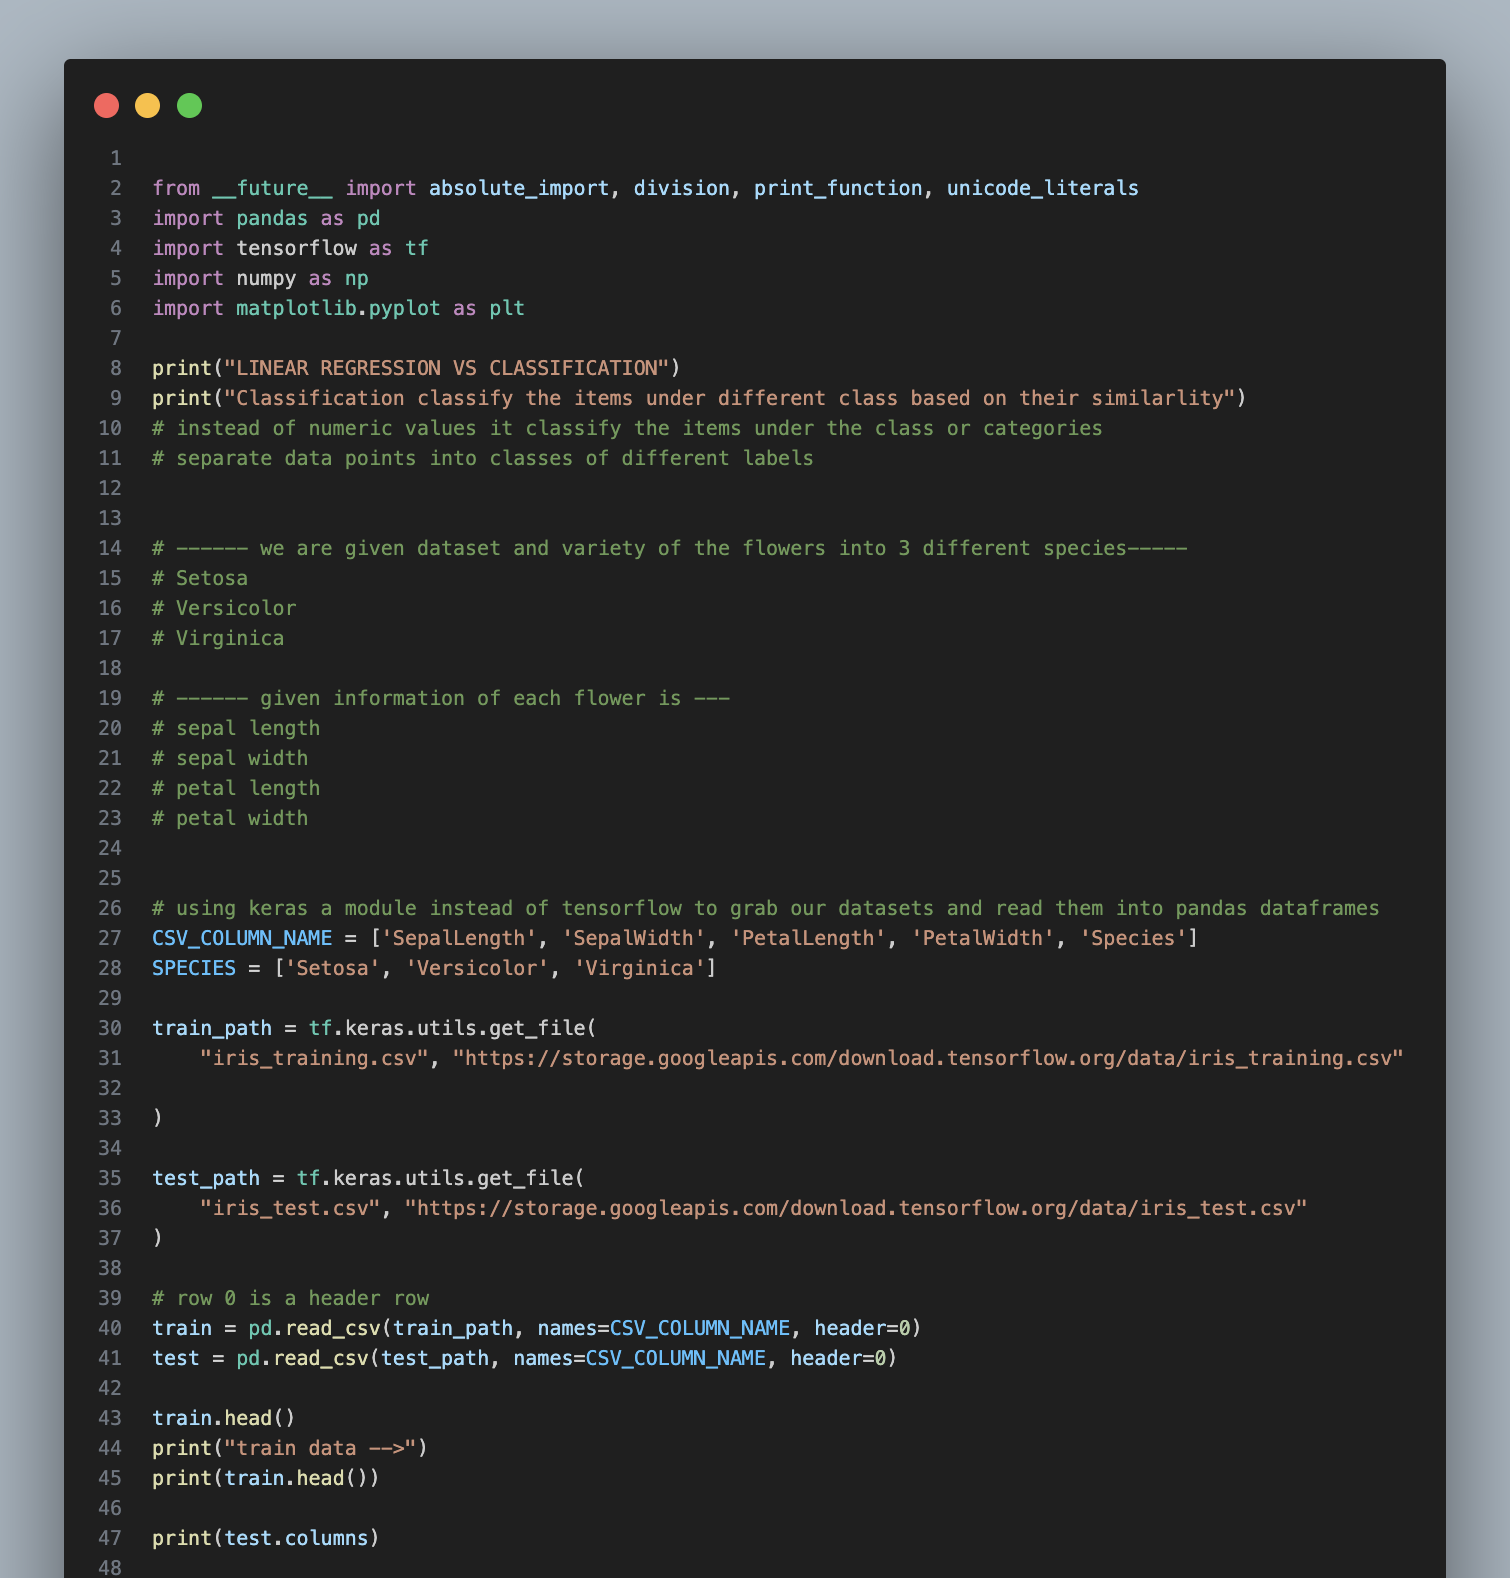 1
2 from __future__ import absolute_import, division, print_function, unicode_literals
3 import pandas as pd
4 import tensorflow as tf
5 import numpy as np
6 import matplotlib.pyplot as plt
7
8 print("LINEAR REGRESSION VS CLASSIFICATION")
9 print("Classification classify the items under different class based on their similarlity")
10 # instead of numeric values it classify the items under the class or categories
11 # separate data points into classes of different labels
12
13
14 # ------ we are given dataset and variety of the flowers into 3 different species-----
15 # Setosa
16 # Versicolor
17 # Virginica
18
19 # ------ given information of each flower is ---
20 # sepal length
21 # sepal width
22 # petal length
23 # petal width
24
25
26 # using keras a module instead of tensorflow to grab our datasets and read them into pandas dataframes
27 CSV_COLUMN_NAME = ['SepalLength', 'SepalWidth', 'PetalLength', 'PetalWidth', 'Species']
28 SPECIES = ['Setosa', 'Versicolor', 'Virginica']
29
30 train_path = tf.keras.utils.get_file(
31     "iris_training.csv", "https://storage.googleapis.com/download.tensorflow.org/data/iris_training.csv"
32
33 )
34
35 test_path = tf.keras.utils.get_file(
36     "iris_test.csv", "https://storage.googleapis.com/download.tensorflow.org/data/iris_test.csv"
37 )
38
39 # row 0 is a header row
40 train = pd.read_csv(train_path, names=CSV_COLUMN_NAME, header=0)
41 test = pd.read_csv(test_path, names=CSV_COLUMN_NAME, header=0)
42
43 train.head()
44 print("train data -->")
45 print(train.head())
46
47 print(test.columns)
48